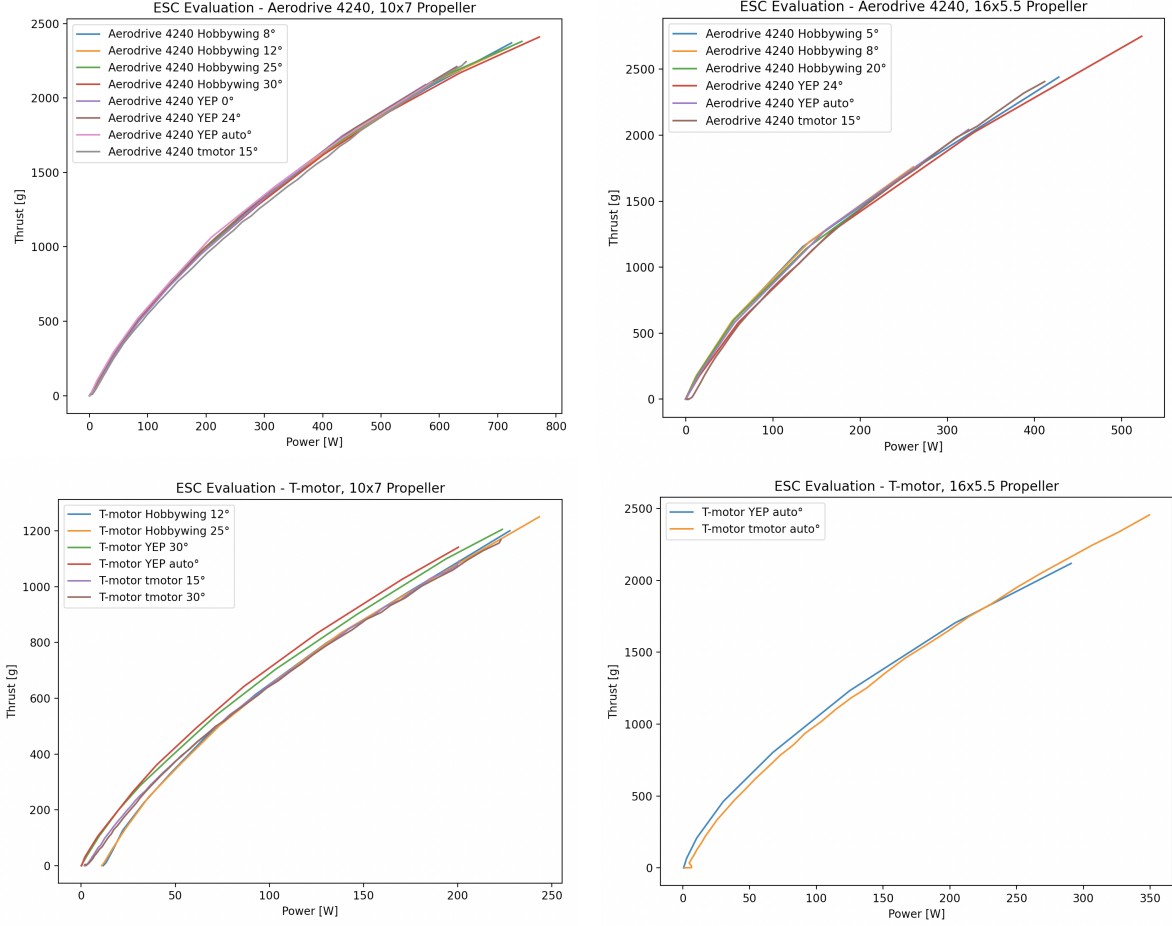 ESC Evaluation - Aerodrive 4240, 10x7 Propeller
2500
2000
1500
1000
500
0
Thrust [g]
Aerodrive 4240 Hobbywing 8°
Aerodrive 4240 Hobbywing 12°
Aerodrive 4240 Hobbywing 25°
Aerodrive 4240 Hobbywing 30°
Aerodrive 4240 YEP 0°
Aerodrive 4240 YEP 24°
Aerodrive 4240 YEP auto°
Aerodrive 4240 tmotor 15°
0 100 200 300 400 500 600 700 800
Power [W]
ESC Evaluation - Aerodrive 4240, 16x5.5 Propeller
2500
2000
1500
1000
500
0
Thrust [g]
Aerodrive 4240 Hobbywing 5°
Aerodrive 4240 Hobbywing 8°
Aerodrive 4240 Hobbywing 20°
Aerodrive 4240 YEP 24°
Aerodrive 4240 YEP auto°
Aerodrive 4240 tmotor 15°
0 100 200 300 400 500
Power [W]
ESC Evaluation - T-motor, 10x7 Propeller
1200
1000
800
600
400
200
0
Thrust [g]
T-motor Hobbywing 12°
T-motor Hobbywing 25°
T-motor YEP 30°
T-motor YEP auto°
T-motor tmotor 15°
T-motor tmotor 30°
0 50 100 150 200 250
Power [W]
ESC Evaluation - T-motor, 16x5.5 Propeller
2500
2000
1500
1000
500
0
Thrust [g]
T-motor YEP auto°
T-motor tmotor auto°
0 50 100 150 200 250 300 350
Power [W]